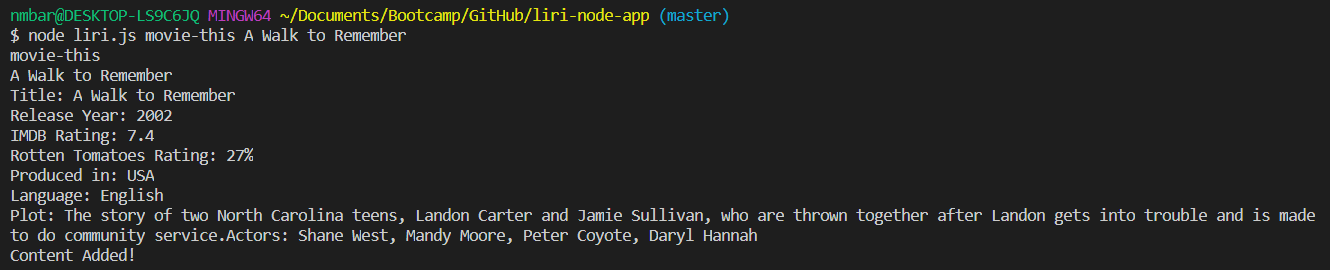 nmbar@DESKTOP-LS9C6JQ MINGW64 ~/Documents/Bootcamp/GitHub/liri-node-app (master)
$ node liri.js movie-this A Walk to Remember
movie-this
A Walk to Remember
Title: A Walk to Remember
Release Year: 2002
IMDB Rating: 7.4
Rotten Tomatoes Rating: 27%
Produced in: USA
Language: English
Plot: The story of two North Carolina teens, Landon Carter and Jamie Sullivan, who are thrown together after Landon gets into trouble and is made
to do community service.Actors: Shane West, Mandy Moore, Peter Coyote, Daryl Hannah
Content Added!